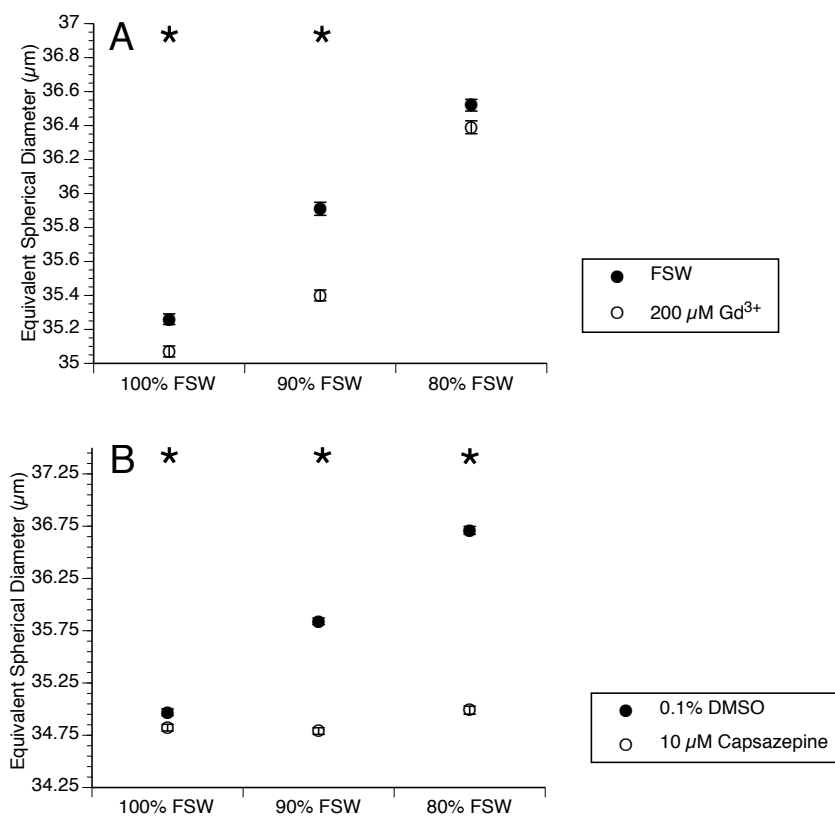 A
*
*
Equivalent Spherical Diameter (µm)
37
36.8
36.6
36.4
36.2
36
35.8
35.6
35.4
35.2
35
100% FSW
90% FSW
80% FSW
FSW
200 µM Gd³⁺
B
*
*
*
Equivalent Spherical Diameter (µm)
37.25
36.75
36.25
35.75
35.25
34.75
34.25
100% FSW
90% FSW
80% FSW
0.1% DMSO
10 µM Capsazepine